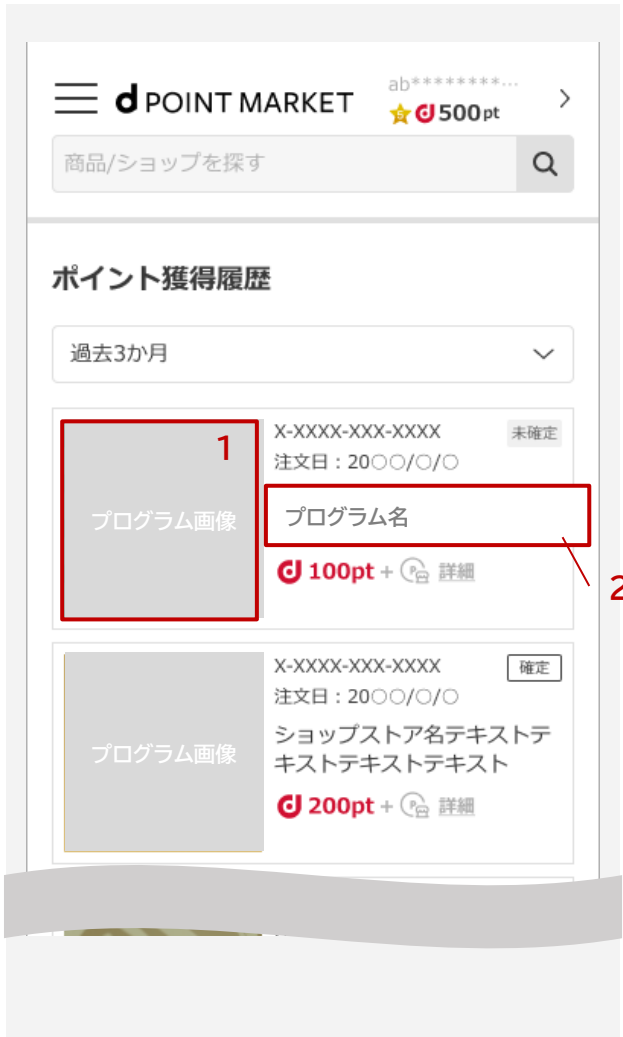 d POINT MARKET
ab********…
5 d 500pt
商品/ショップを探す
ポイント獲得履歴
過去3か月
1
プログラム画像
X-XXXX-XXX-XXXX
未確定
注文日：20○○/○/○
プログラム名
d 100pt + P 詳細
2
プログラム画像
X-XXXX-XXX-XXXX
確定
注文日：20○○/○/○
ショップストア名テキストテ
キストテキストテキスト
d 200pt + P 詳細